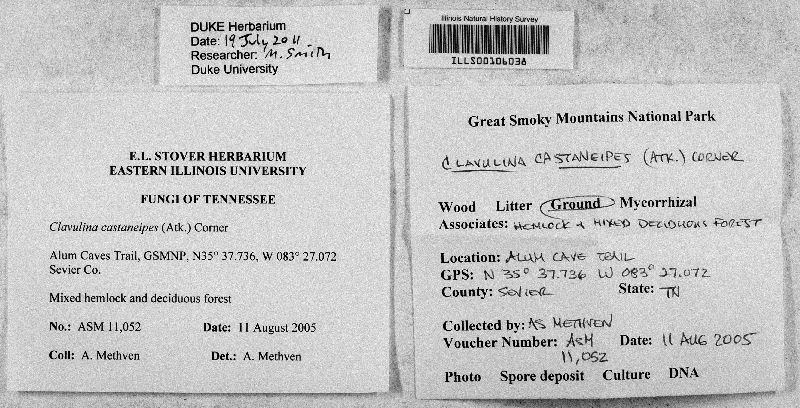 DUKE Herbarium
Date: 19 July 2011
Researcher: M. Smith
Duke University
Illinois Natural History Survey
ILLS00106038
E.L. STOVER HERBARIUM
EASTERN ILLINOIS UNIVERSITY
FUNGI OF TENNESSEE
Clavulina castaneipes (Atk.) Corner
Alum Caves Trail, GSMNP, N35° 37.736, W 083° 27.072
Sevier Co.
Mixed hemlock and deciduous forest
No.: ASM 11,052 Date: 11 August 2005
Coll: A. Methven Det.: A. Methven
Great Smoky Mountains National Park
CLAVULINA CASTANEIPES (ATK.) CORNER
Wood Litter Ground Mycorrhizal
Associates: HEMLOCK & MIXED DECIDUOUS FOREST
Location: ALUM CAVE TRAIL
GPS: N 35° 37.736 W 083° 27.072
County: SEVIER State: TN
Collected by: AS METHVEN
Voucher Number: ASM Date: 11 AUG 2005
11,052
Photo Spore deposit Culture DNA